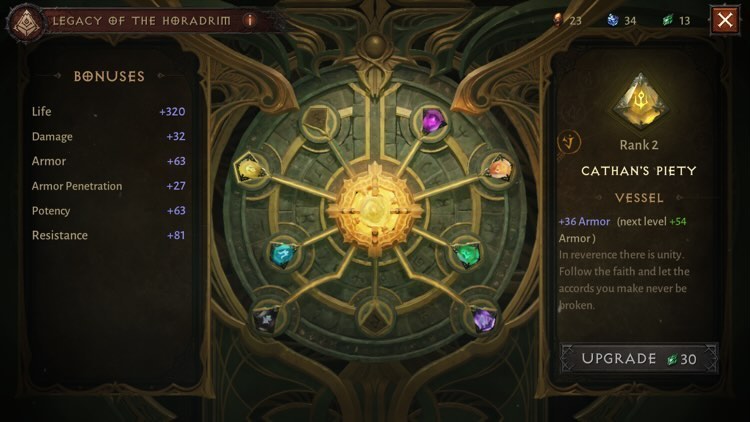 LEGACY OF THE HORADRIM
i
23
34
13
BONUSES
Life +320
Damage +32
Armor +63
Armor Penetration +27
Potency +63
Resistance +81
Rank 2
CATHAN'S PIETY
VESSEL
+36 Armor (next level +54
Armor)
In reverence there is unity.
Follow the faith and let the
accords you make never be
broken.
UPGRADE 30